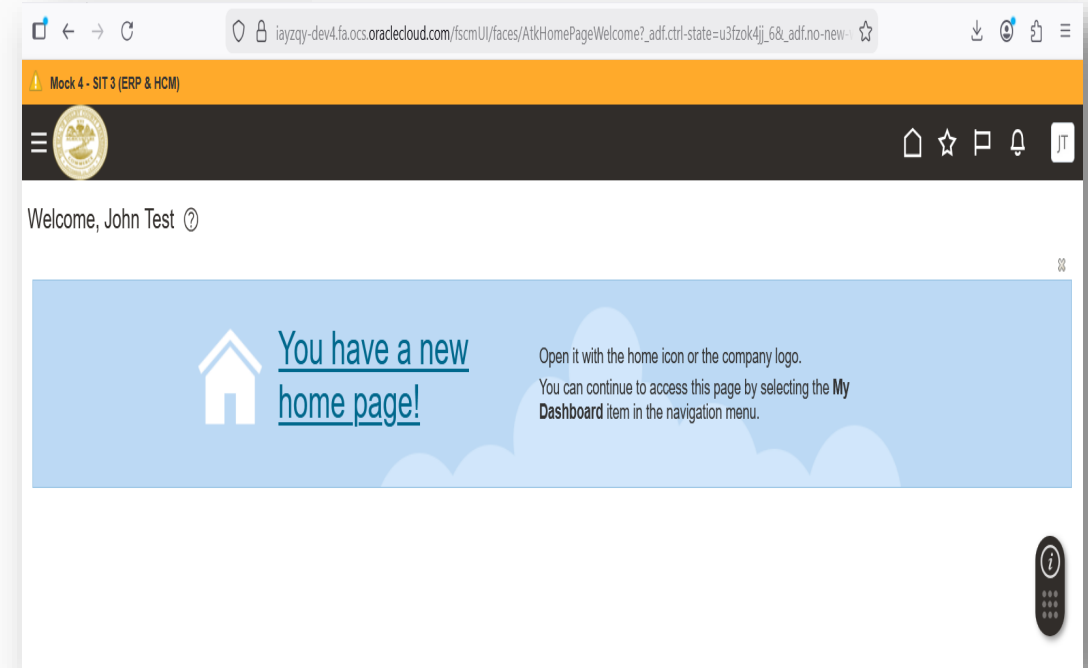 iayzqy-dev4.fa.ocs.oraclecloud.com/fscmUI/faces/AtkHomePageWelcome?_adf.ctrl-state=u3fzok4jj_6&_adf.no-new-
Mock 4 - SIT 3 (ERP & HCM)
JT
Welcome, John Test
You have a new
home page!
Open it with the home icon or the company logo.
You can continue to access this page by selecting the My
Dashboard item in the navigation menu.